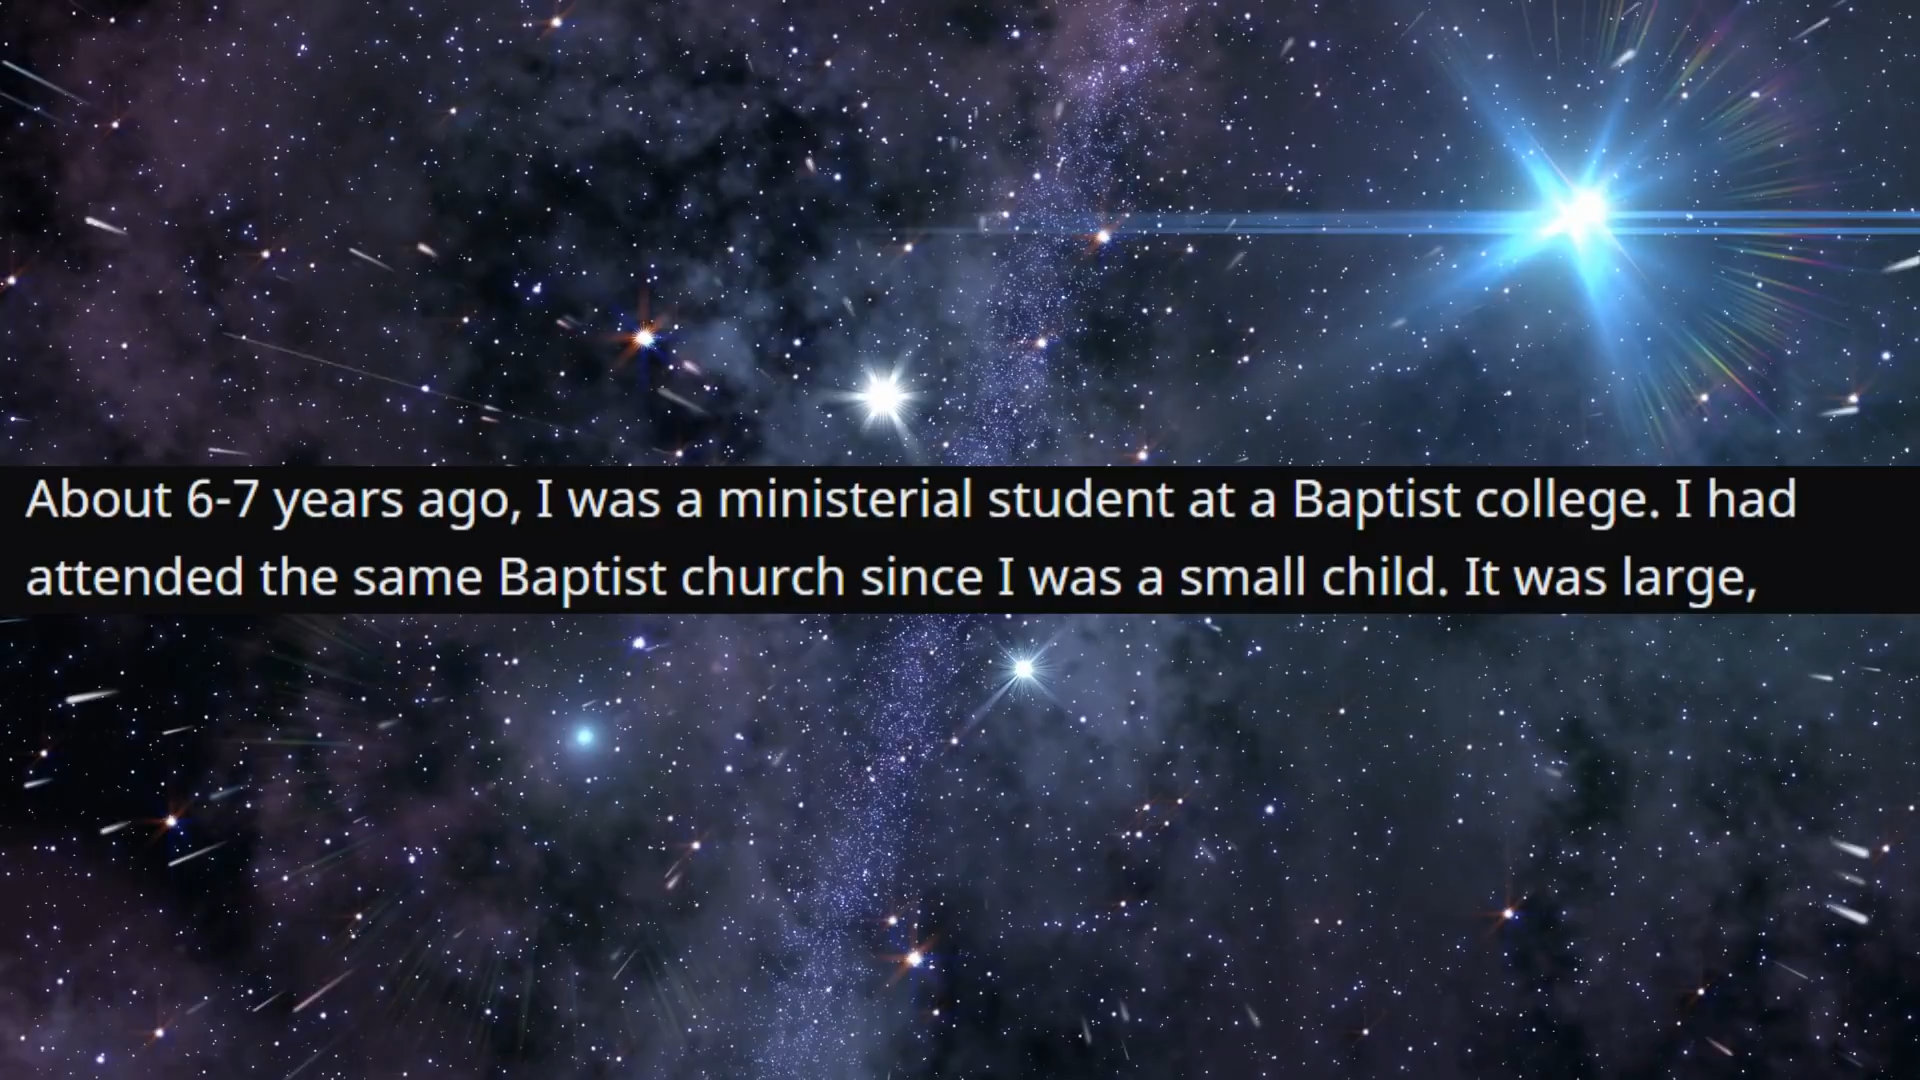 About 6-7 years ago, I was a ministerial student at a Baptist college. I had
attended the same Baptist church since I was a small child. It was large,